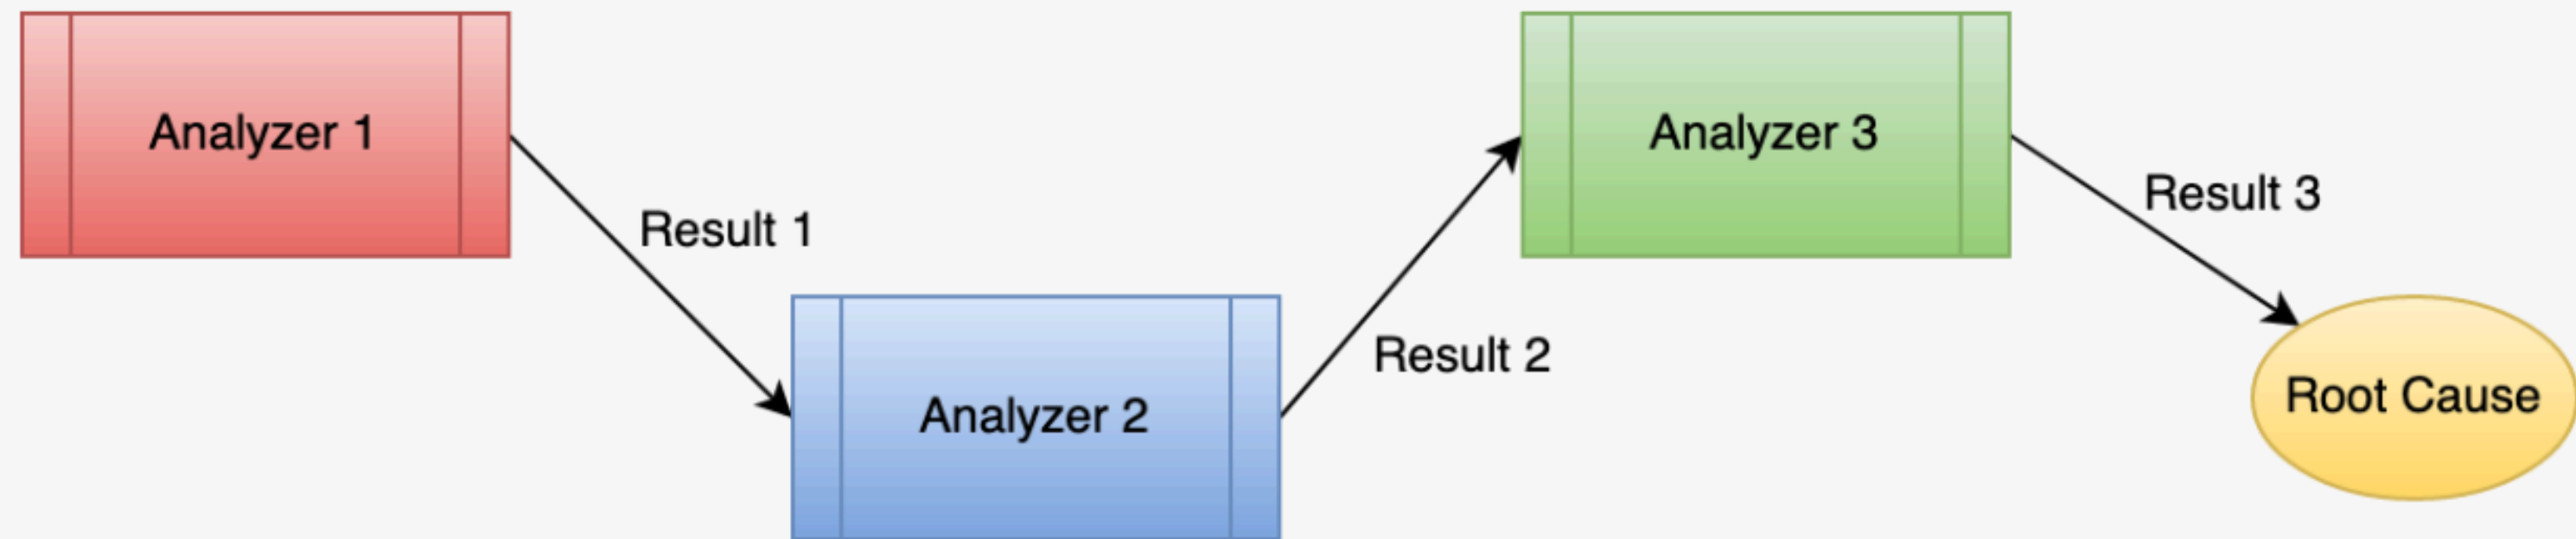 Analyzer 1
Result 1
Analyzer 2
Result 2
Analyzer 3
Result 3
Root Cause